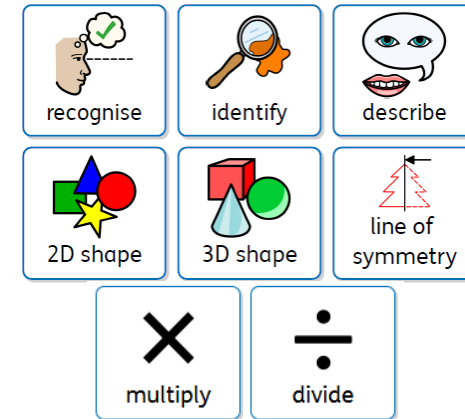 recognise
identify
describe
2D shape
3D shape
line of
symmetry
multiply
divide